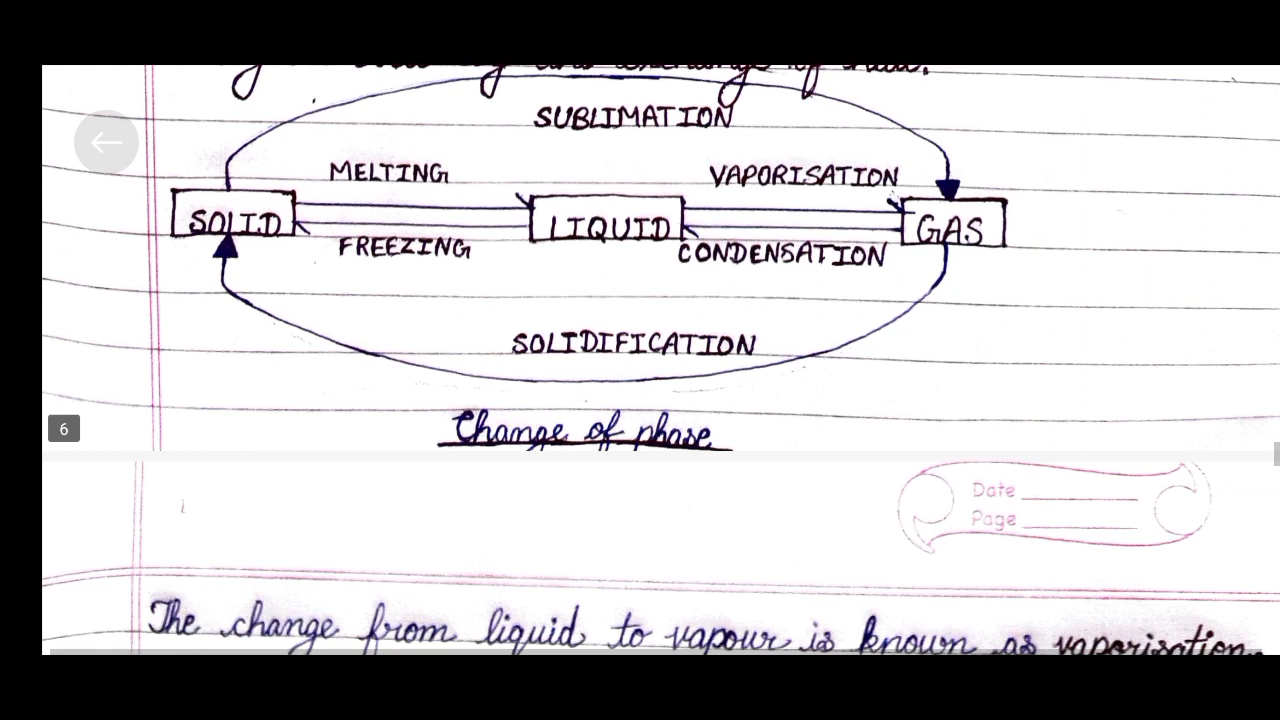 SUBLIMATION
MELTING
VAPORISATION
SOLID
LIQUID
GAS
FREEZING
CONDENSATION
SOLIDIFICATION
Change of phase
6
Date
Page
The change from liquid to vapour is known as vaporisation.